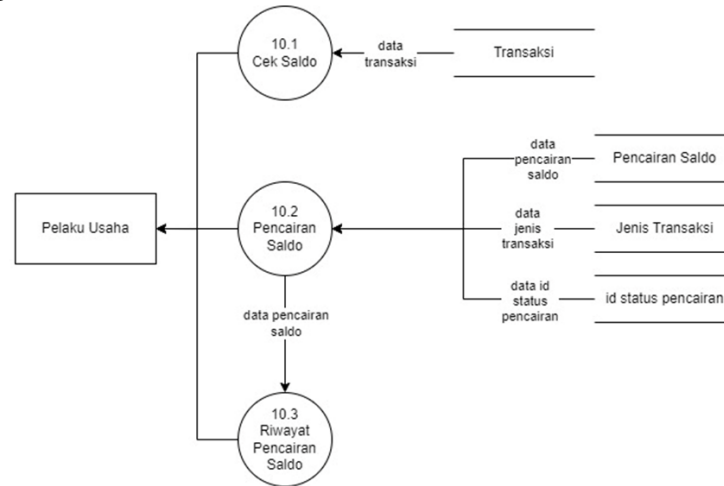 10.1
Cek Saldo
data
transaksi
Transaksi
data
pencairan
saldo
Pencairan Saldo
Pelaku Usaha
10.2
Pencairan
Saldo
data
jenis
transaksi
Jenis Transaksi
data id
status
pencairan
id status pencairan
data pencairan
saldo
10.3
Riwayat
Pencairan
Saldo